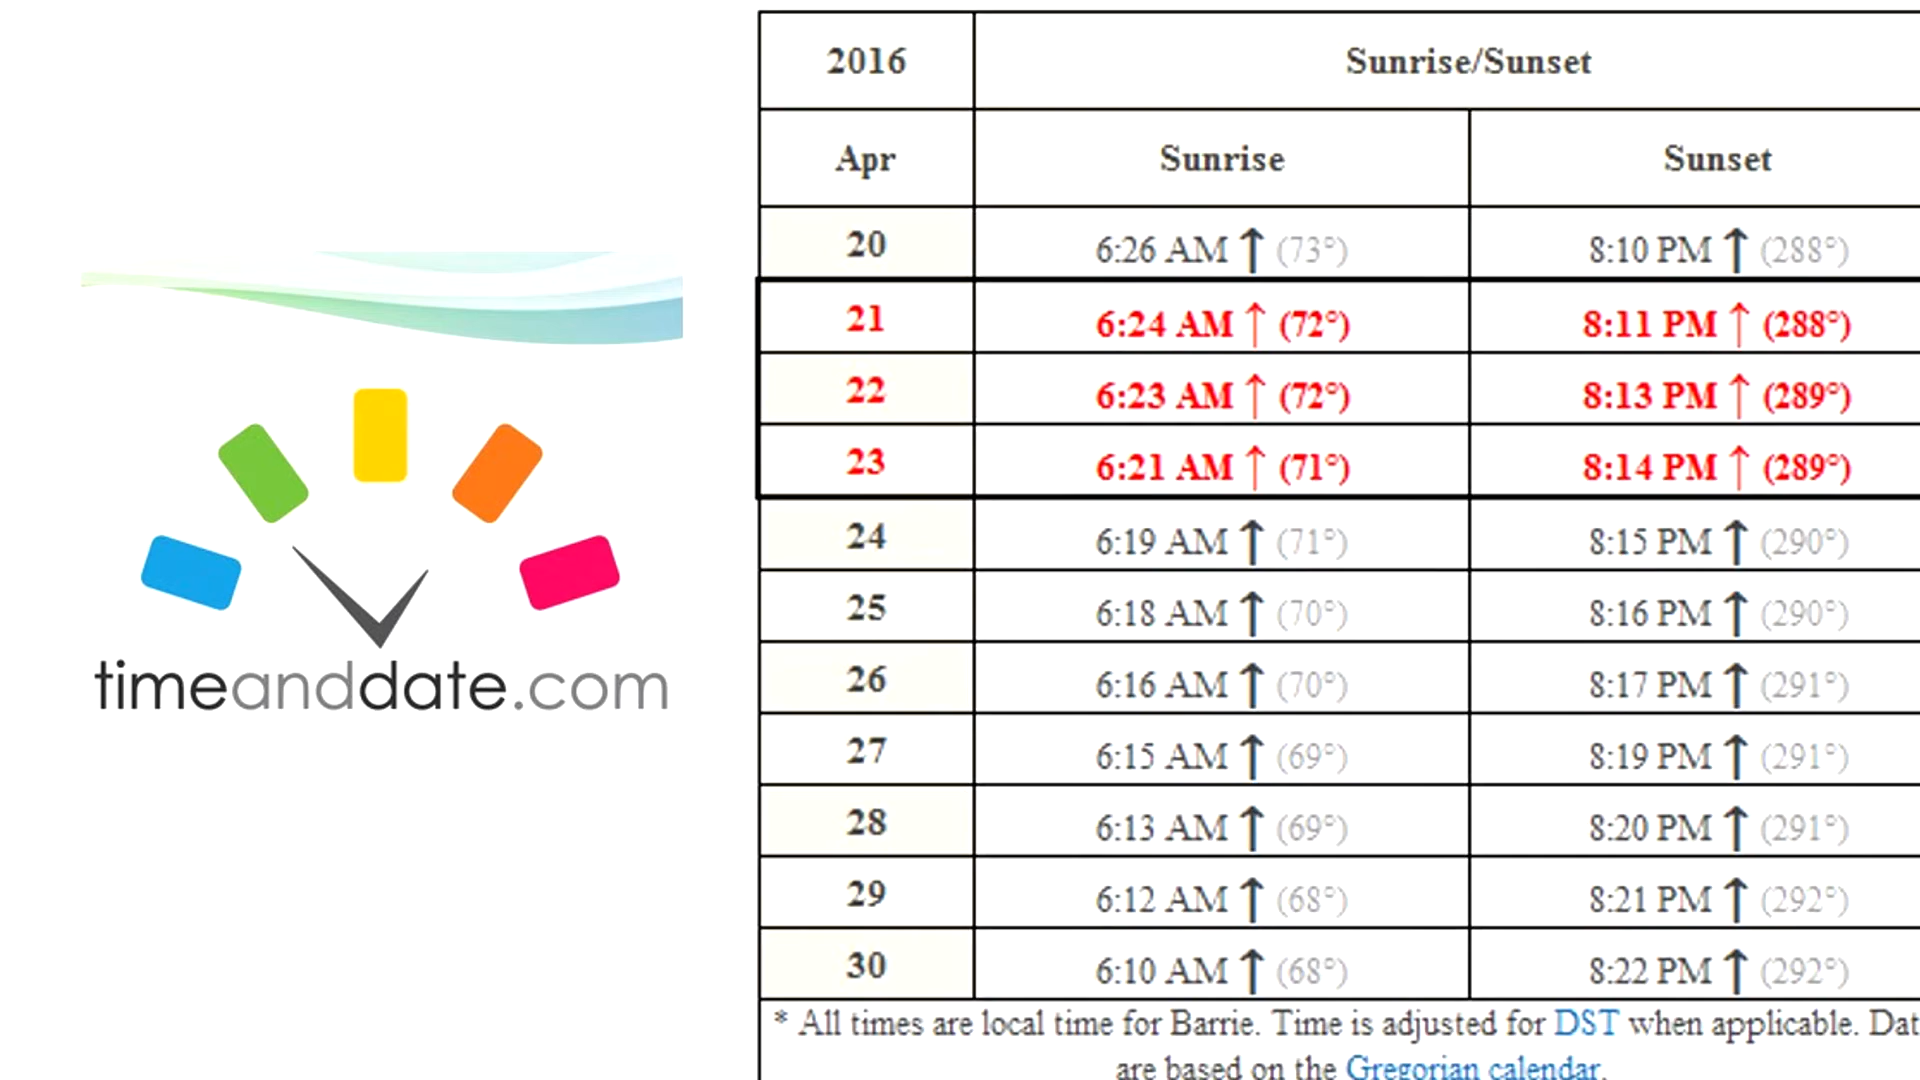 timeanddate.com
2016 Sunrise/Sunset
Apr Sunrise Sunset
20 6:26 AM ↑ (73°) 8:10 PM ↑ (288°)
21 6:24 AM ↑ (72°) 8:11 PM ↑ (288°)
22 6:23 AM ↑ (72°) 8:13 PM ↑ (289°)
23 6:21 AM ↑ (71°) 8:14 PM ↑ (289°)
24 6:19 AM ↑ (71°) 8:15 PM ↑ (290°)
25 6:18 AM ↑ (70°) 8:16 PM ↑ (290°)
26 6:16 AM ↑ (70°) 8:17 PM ↑ (291°)
27 6:15 AM ↑ (69°) 8:19 PM ↑ (291°)
28 6:13 AM ↑ (69°) 8:20 PM ↑ (291°)
29 6:12 AM ↑ (68°) 8:21 PM ↑ (292°)
30 6:10 AM ↑ (68°) 8:22 PM ↑ (292°)
* All times are local time for Barrie. Time is adjusted for DST when applicable. Dat
are based on the Gregorian calendar.